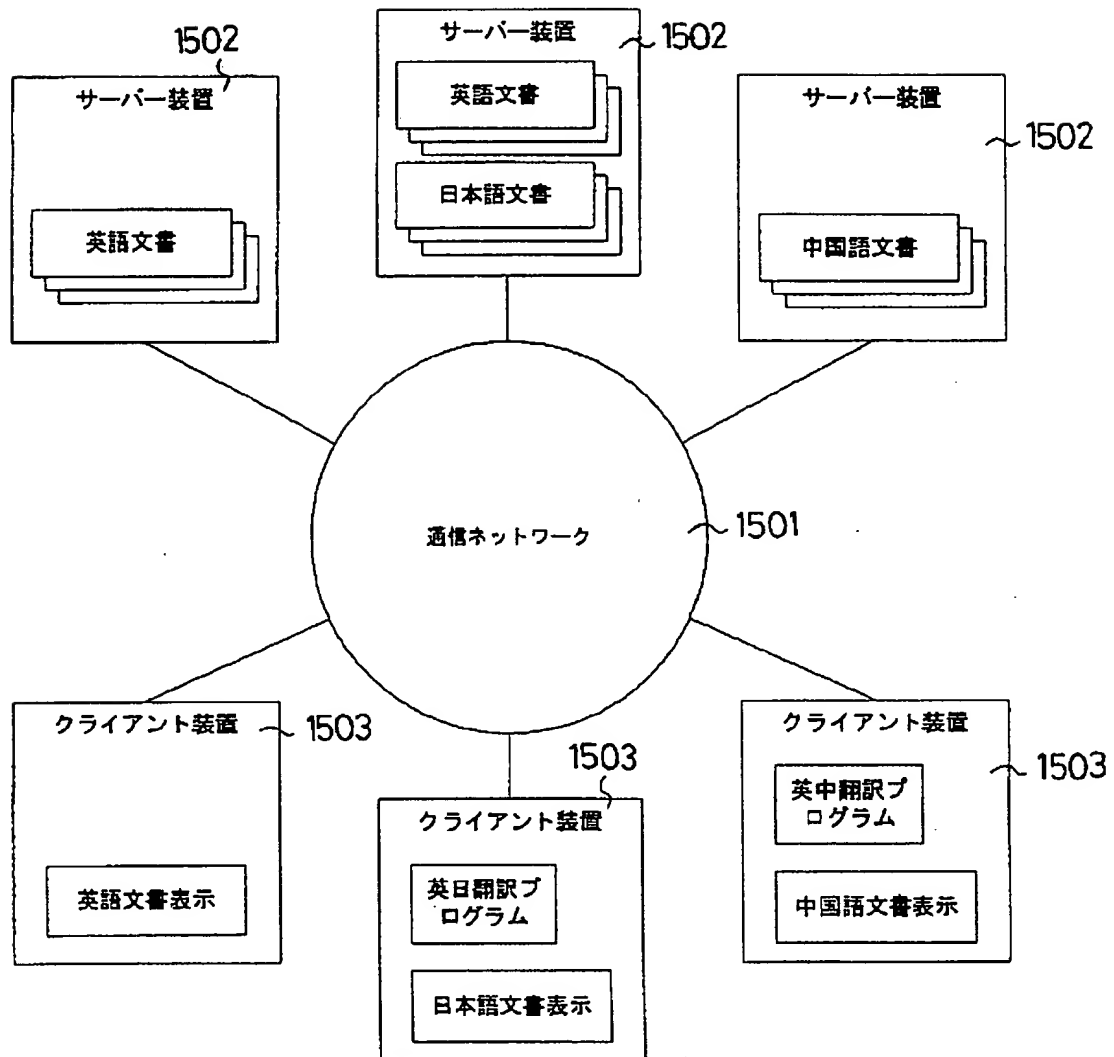 1502
サーバー装置
英語文書
サーバー装置
1502
英語文書
日本語文書
サーバー装置
1502
中国語文書
通信ネットワーク
1501
クライアント装置
1503
英語文書表示
1503
クライアント装置
英日翻訳プ
ログラム
日本語文書表示
クライアント装置
1503
英中翻訳プ
ログラム
中国語文書表示